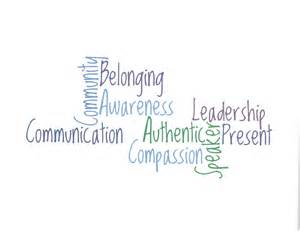 Community
Belonging
Awareness
Leadership
Communication
Authentic
Present
Compassion
Speaker